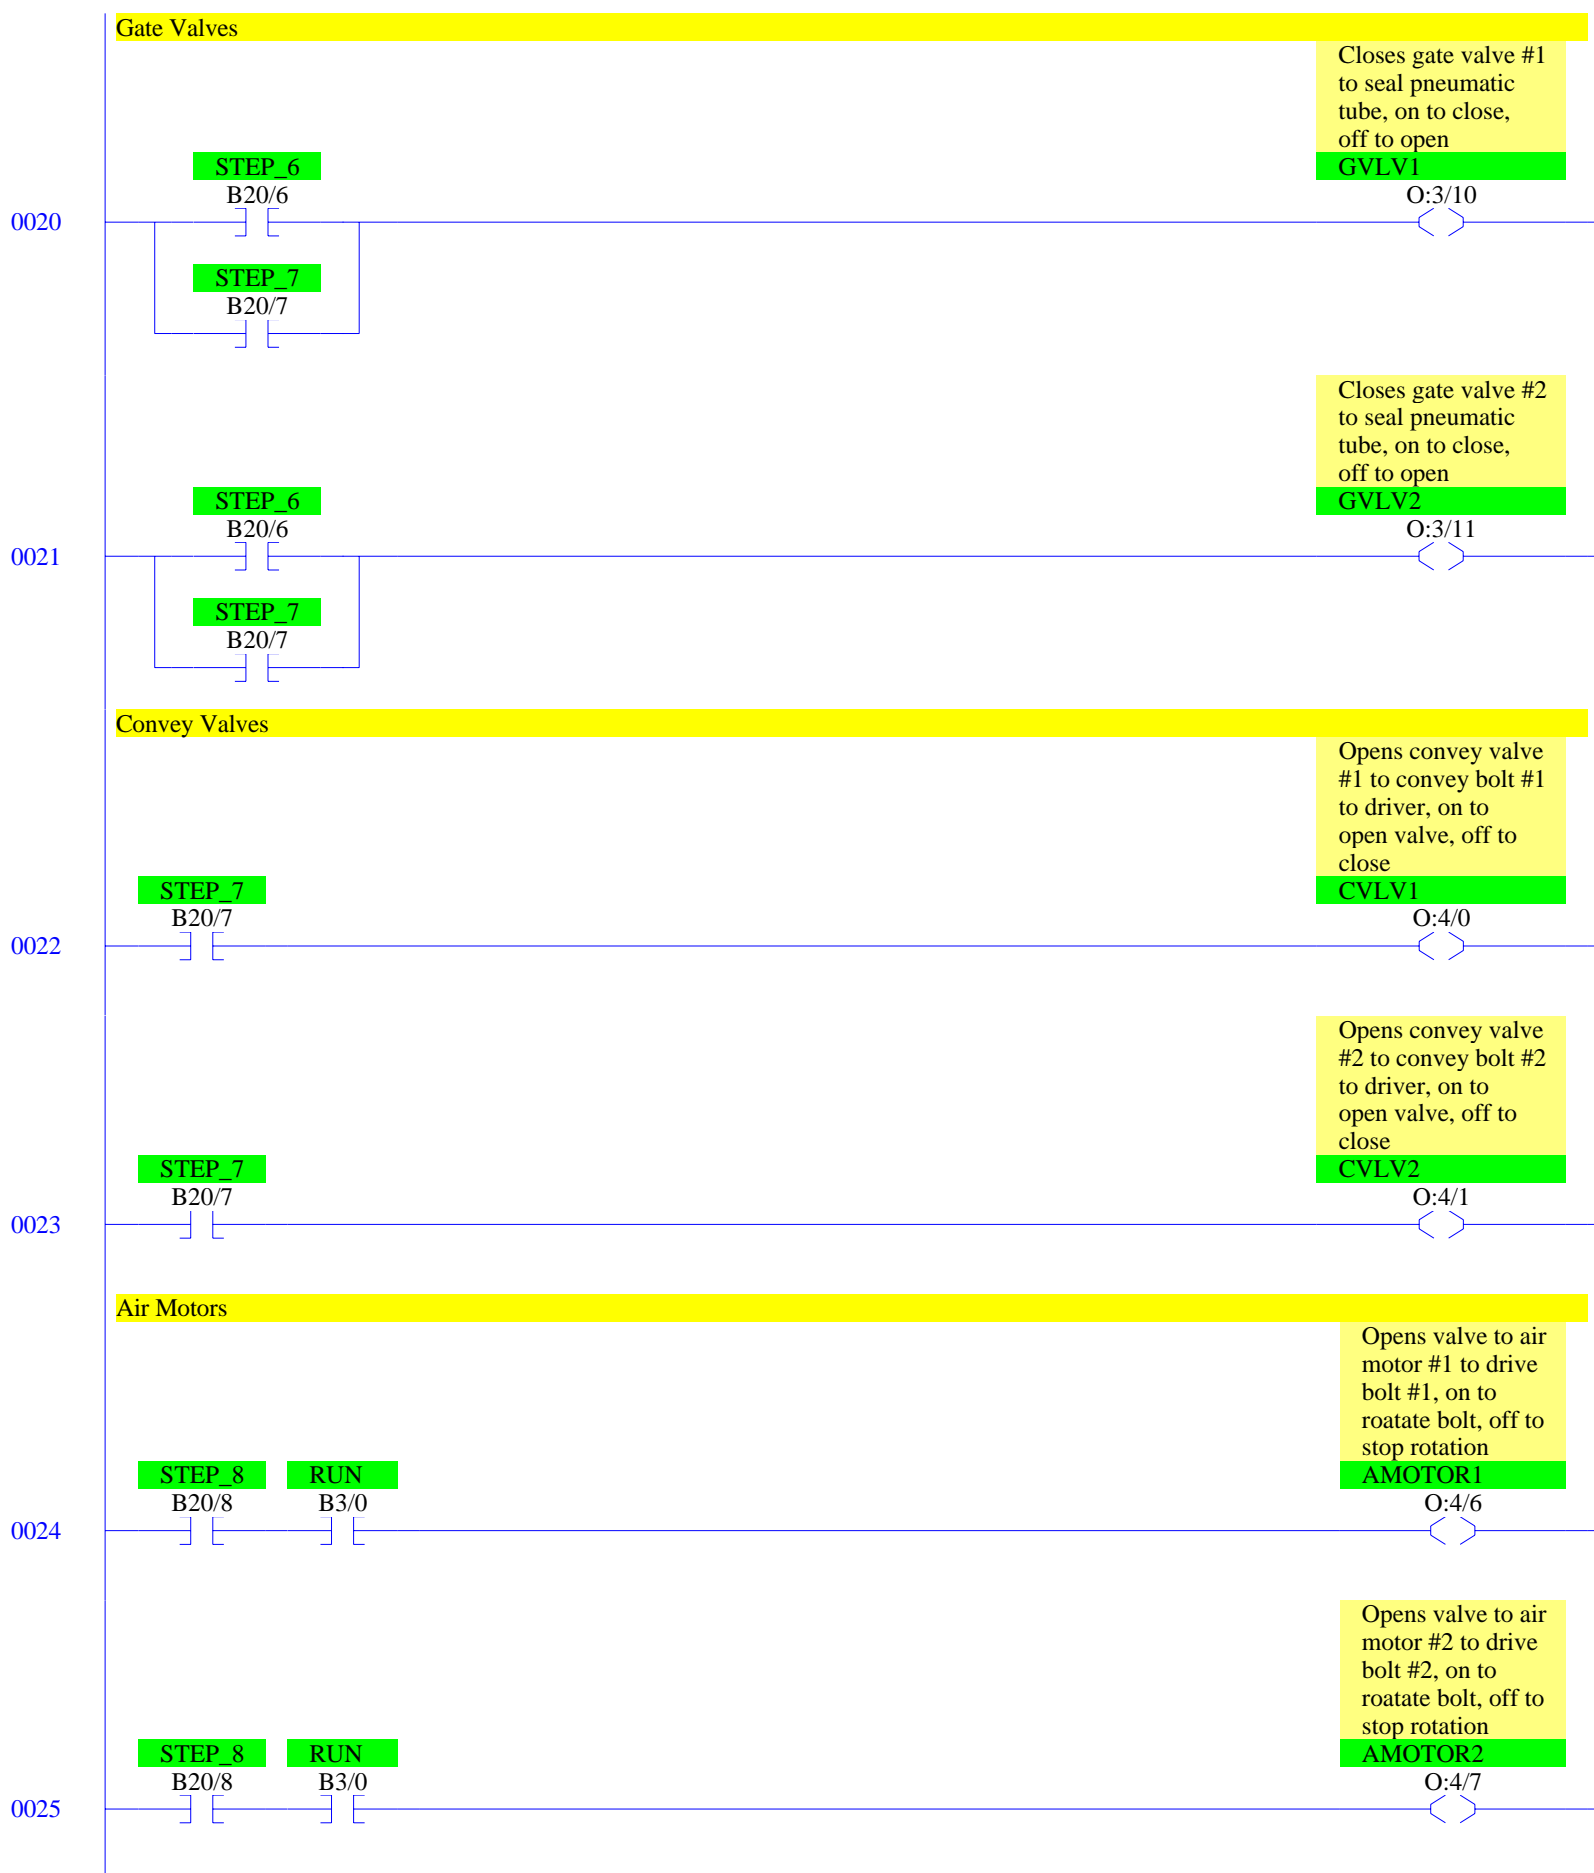 Gate Valves
Closes gate valve #1
to seal pneumatic
tube, on to close,
off to open
STEP_6
GVLV1
B20/6
O:3/10
0020
STEP_7
B20/7
Closes gate valve #2
to seal pneumatic
tube, on to close,
off to open
STEP_6
GVLV2
B20/6
O:3/11
0021
STEP_7
B20/7
Convey Valves
Opens convey valve
#1 to convey bolt #1
to driver, on to
open valve, off to
close
STEP_7
CVLV1
B20/7
O:4/0
0022
Opens convey valve
#2 to convey bolt #2
to driver, on to
open valve, off to
close
STEP_7
CVLV2
B20/7
O:4/1
0023
Air Motors
Opens valve to air
motor #1 to drive
bolt #1, on to
roatate bolt, off to
stop rotation
STEP_8 RUN
AMOTOR1
B20/8 B3/0
O:4/6
0024
Opens valve to air
motor #2 to drive
bolt #2, on to
roatate bolt, off to
stop rotation
STEP_8 RUN
AMOTOR2
B20/8 B3/0
O:4/7
0025